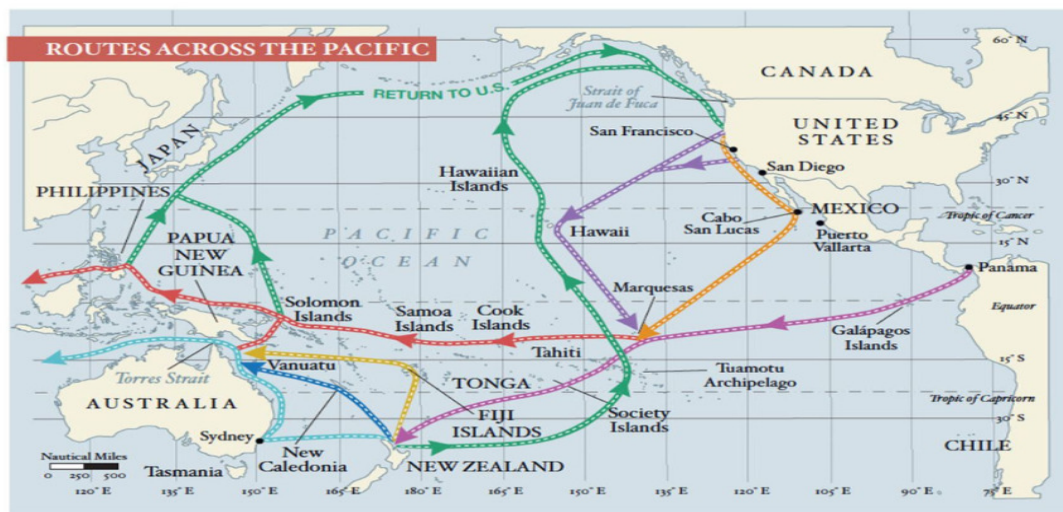 ROUTES ACROSS THE PACIFIC
60° N
CANADA
RETURN TO U.S.
Strait of
Juan de Fuca
45° N
UNITED
STATES
San Francisco
JAPAN
San Diego
Hawaiian
Islands
30° N
PHILIPPINES
MEXICO
Tropic of Cancer
Cabo
San Lucas
Puerto
Vallarta
Hawaii
PACIFIC
OCEAN
15° N
PAPUA
NEW
GUINEA
Panama
Marquesas
Solomon
Islands
Samoa
Islands
Cook
Islands
Equator
Galápagos
Islands
Tahiti
15° S
Vanuatu
Torres Strait
Tuamotu
Archipelago
TONGA
Tropic of Capricorn
AUSTRALIA
FIJI
ISLANDS
Society
Islands
30° S
Sydney
CHILE
New
Caledonia
NEW ZEALAND
Nautical Miles
0 250 500
Tasmania
120° E 135° E 150° E 165° E 180° E 165° E 150° E 135° E 120° E 105° E 90° E 75° E